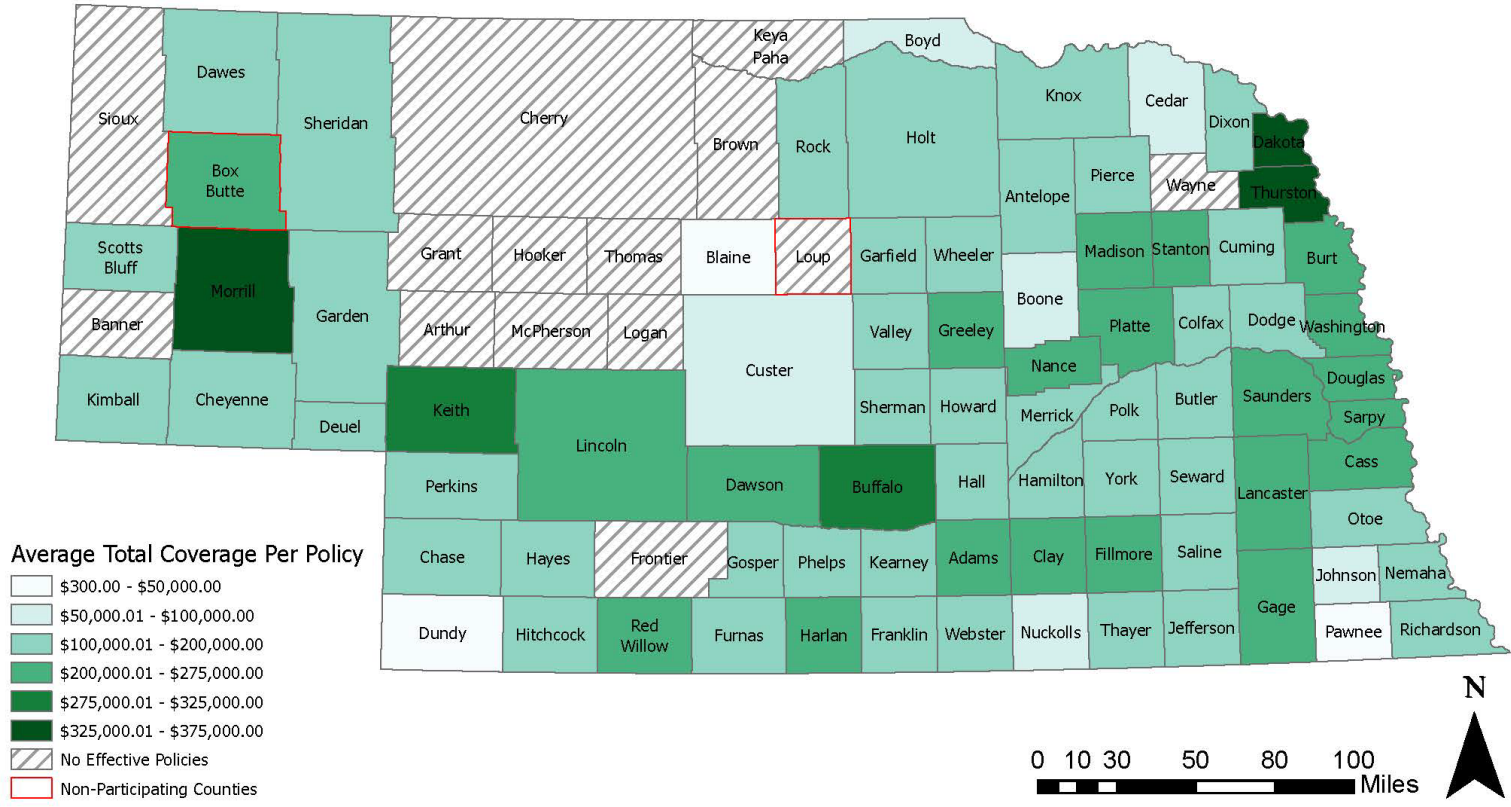 Keya
Paha
Boyd
Dawes
Knox
Cedar
Sioux
Cherry
Sheridan
Dixon
Holt
Dakota
Brown
Rock
Box
Butte
Pierce
Wayne
Thurston
Antelope
Scotts
Bluff
Grant
Hooker
Thomas
Blaine
Loup
Garfield
Wheeler
Madison
Stanton
Cuming
Burt
Morrill
Boone
Garden
Banner
Arthur
McPherson
Logan
Valley
Greeley
Platte
Colfax
Dodge
Washington
Custer
Nance
Douglas
Kimball
Cheyenne
Keith
Sherman
Howard
Merrick
Polk
Butler
Saunders
Sarpy
Deuel
Lincoln
Cass
Perkins
Dawson
Buffalo
Hall
Hamilton
York
Seward
Lancaster
Otoe
Chase
Hayes
Frontier
Gosper
Phelps
Kearney
Adams
Clay
Fillmore
Saline
Johnson
Nemaha
Gage
Dundy
Hitchcock
Red
Willow
Furnas
Harlan
Franklin
Webster
Nuckolls
Thayer
Jefferson
Pawnee
Richardson
Average Total Coverage Per Policy
$300.00 - $50,000.00
$50,000.01 - $100,000.00
$100,000.01 - $200,000.00
$200,000.01 - $275,000.00
$275,000.01 - $325,000.00
$325,000.01 - $375,000.00
No Effective Policies
Non-Participating Counties
N
0 10 30 50 80 100
Miles